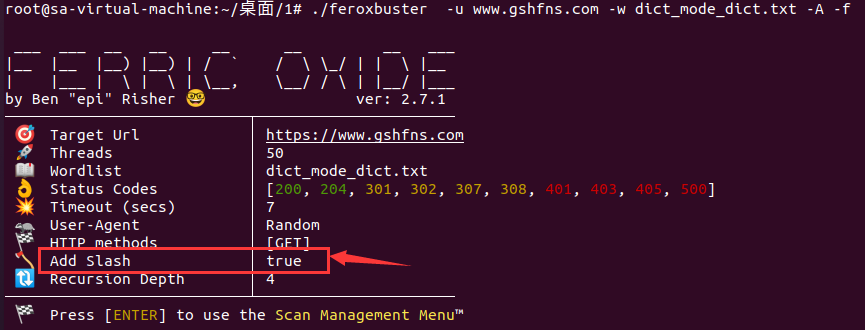 root@sa-virtual-machine:~/桌面/1# ./feroxbuster  -u www.gshfns.com -w dict_mode_dict.txt -A -f
FERRIC OXIDE
by Ben "epi" Risher 🤓                 ver: 2.7.1
🎯  Target Url            │ https://www.gshfns.com
🚀  Threads               │ 50
📖  Wordlist              │ dict_mode_dict.txt
👌  Status Codes          │ [200, 204, 301, 302, 307, 308, 401, 403, 405, 500]
💥  Timeout (secs)        │ 7
🦡  User-Agent            │ Random
🏁  HTTP methods          │ [GET]
🪓  Add Slash             │ true
🔃  Recursion Depth       │ 4
🏁  Press [ENTER] to use the Scan Management Menu™